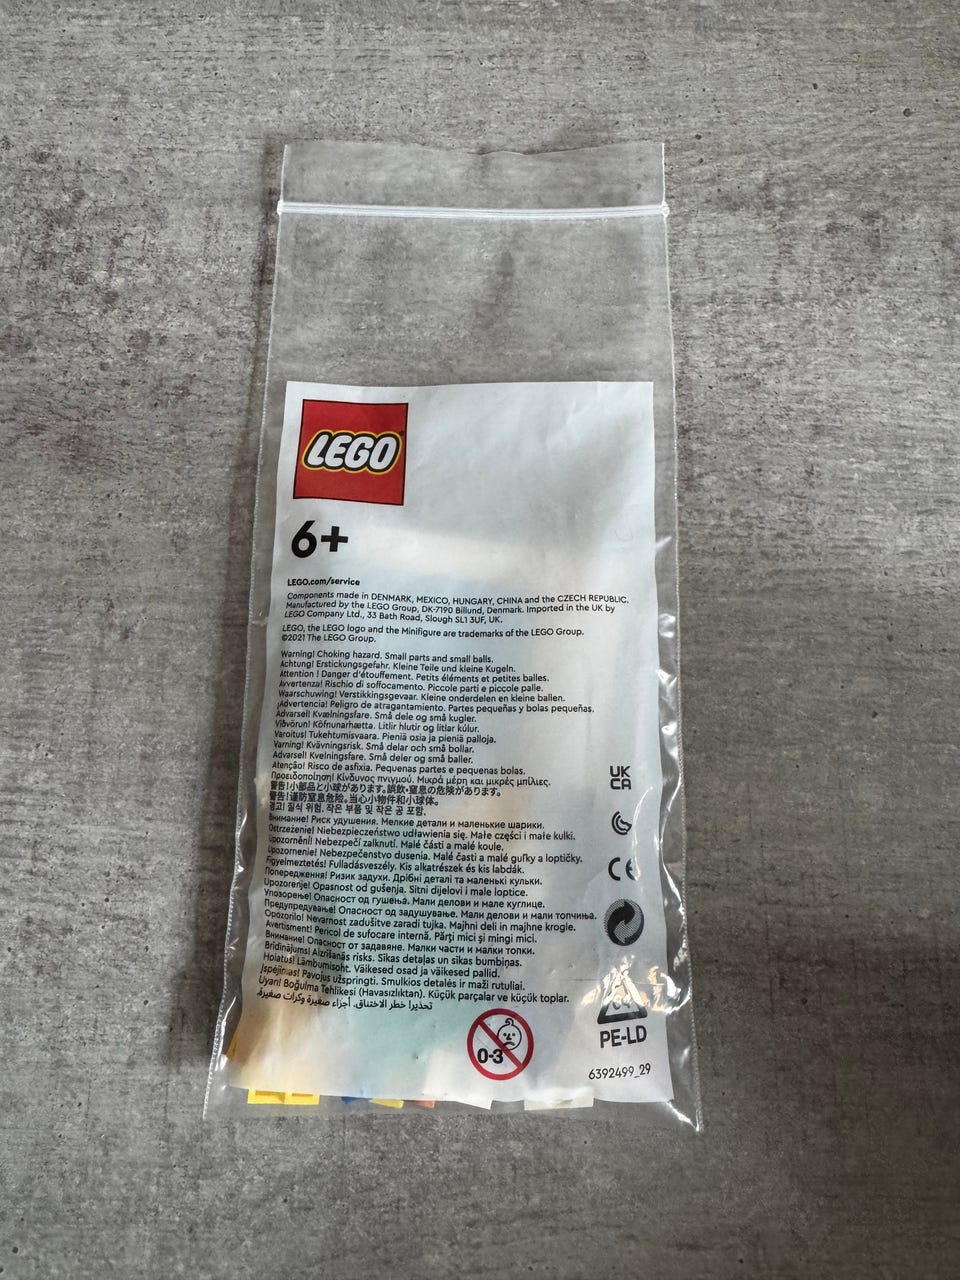 LEGO
6+
LEGO.com/service
Components made in DENMARK, MEXICO, HUNGARY, CHINA and the CZECH REPUBLIC.
Manufactured by the LEGO Group, DK-7190 Billund, Denmark. Imported in the UK by
LEGO Company Ltd., 33 Bath Road, Slough SL1 3UF, UK.
LEGO, the LEGO logo and the Minifigure are trademarks of the LEGO Group.
©2021 The LEGO Group.
Warning! Choking hazard. Small parts and small balls.
Achtung! Erstickungsgefahr. Kleine Teile und kleine Kugeln.
Attention ! Danger d'étouffement. Petits éléments et petites balles.
Avvertenza! Rischio di soffocamento. Piccole parti e piccole palle.
Waarschuwing! Verstikkingsgevaar. Kleine onderdelen en kleine ballen.
¡Advertencia! Peligro de atragantamiento. Partes pequeñas y bolas pequeñas.
Advarsel! Kvælningsfare. Små dele og små kugler.
Viðvörun! Köfnunarhætta. Litlir hlutir og litlar kúlur.
Varoitus! Tukehtumisvaara. Pieniä osia ja pieniä palloja.
Varning! Kvävningsrisk. Små delar och små bollar.
Advarsel! Kvelningsfare. Små deler og små baller.
Atenção! Risco de asfixia. Pequenas partes e pequenas bolas.
Προειδοποίηση! Κίνδυνος πνιγμού. Μικρά μέρη και μικρές μπίλιες.
警告!小部品と小球があります。誤飲・窒息の危険があります。
警告!谨防窒息危险。当心小物件和小球体。
경고! 질식 위험. 작은 부품 및 작은 공 포함.
Внимание! Риск удушения. Мелкие детали и маленькие шарики.
Ostrzeżenie! Niebezpieczeństwo udławienia się. Małe części i małe kulki.
Upozornění! Nebezpečí zalknutí. Malé části a malé koule.
Upozornenie! Nebezpečenstvo dusenia. Malé časti a malé guľky a loptičky.
Figyelmeztetés! Fulladásveszély. Kis alkatrészek és kis labdák.
Попередження! Ризик задухи. Дрібні деталі та маленькі кульки.
Upozorenje! Opasnost od gušenja. Sitni dijelovi i male loptice.
Упозорење! Опасност од гушења. Мали делови и мале куглице.
Предупредување! Опасност од задушување. Мали делови и мали топчиња.
Opozorilo! Nevarnost zadušitve zaradi tujka. Majhni deli in majhne krogle.
Avertisment! Pericol de sufocare internă. Părți mici și mingi mici.
Внимание! Опасност от задавяне. Малки части и малки топки.
Brīdinājums! Aizrīšanās risks. Sīkas detaļas un sīkas bumbiņas.
Hoiatus! Lämbumisoht. Väikesed osad ja väikesed pallid.
Įspėjimas! Pavojus užspringti. Smulkios detalės ir maži rutuliai.
Uyarı! Boğulma Tehlikesi (Havasızlıktan). Küçük parçalar ve küçük toplar.
تحذير! خطر الاختناق. أجزاء صغيرة وكرات صغيرة.
UK
CA
CE
0-3
PE-LD
6392499_29